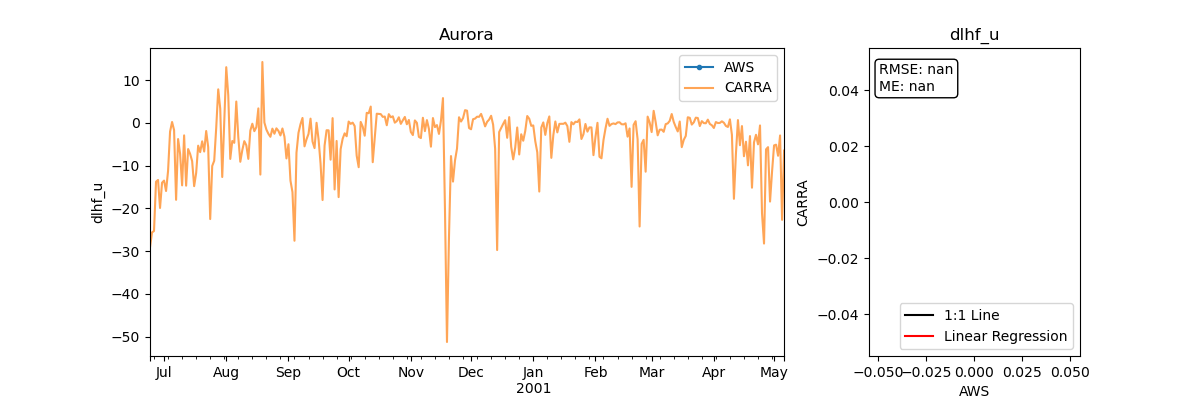 Aurora
dlhf_u
10
0
−10
−20
−30
−40
−50
Jul Aug Sep Oct Nov Dec Jan Feb Mar Apr May
2001
AWS
CARRA
dlhf_u
RMSE: nan
ME: nan
CARRA
0.04
0.02
0.00
−0.02
−0.04
1:1 Line
Linear Regression
−0.050 −0.025 0.000 0.025 0.050
AWS